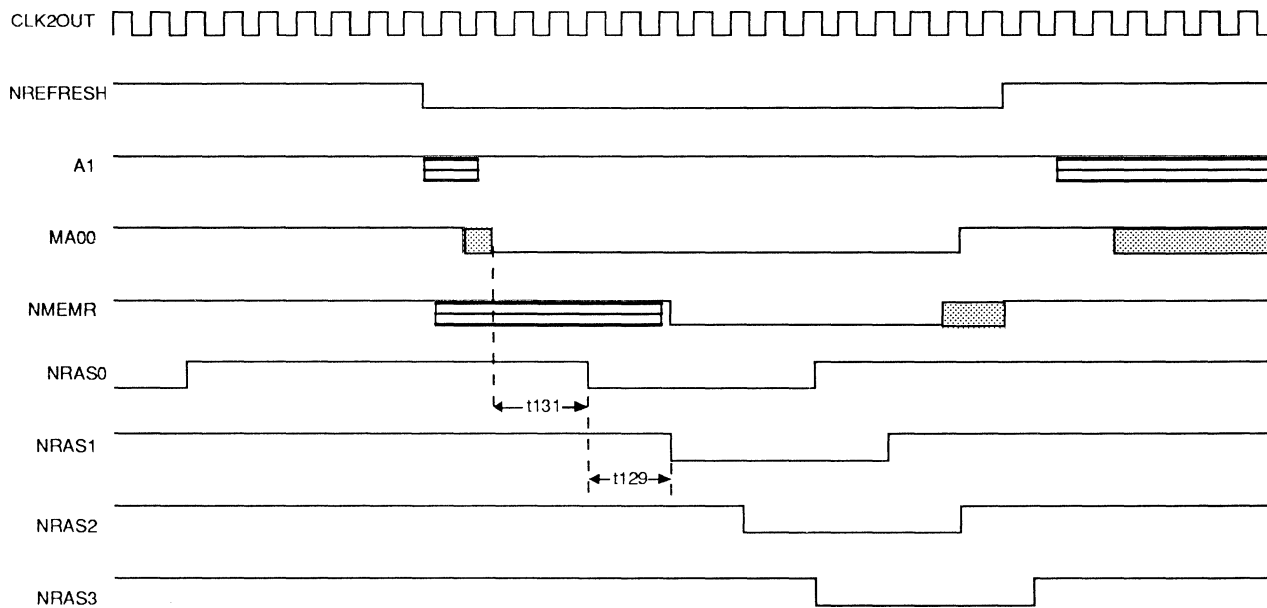 CLK2OUT
NREFRESH
A1
MA00
NMEMR
NRAS0
t131
NRAS1
t129
NRAS2
NRAS3